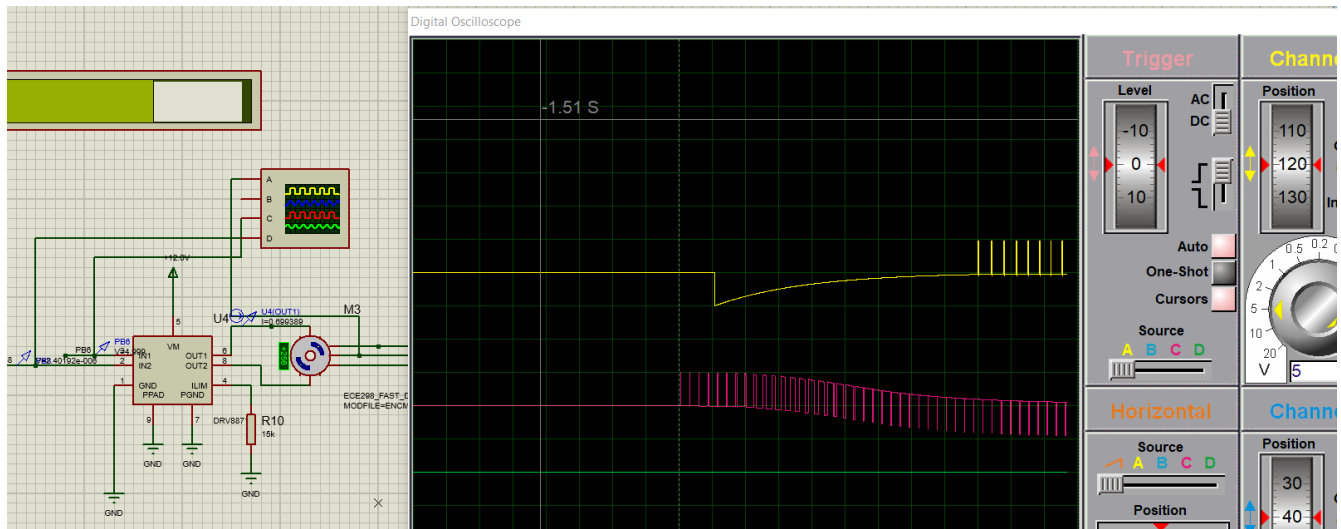 Digital Oscilloscope
-1.51 S
A
B
C
D
+12.0V
U4
U4(OUT1)
I=0.699389
M3
5
VM
PB6
PB6
1
2
IN1
IN2
GND
PPAD
OUT1
OUT2
ILIM
PGND
6
8
4
9
7
DRV887
R10
15k
ECE298_FAST_D
MODFILE=ENCM
GND
GND
GND
GND
Trigger
Level
-10
0
10
AC
DC
Auto
One-Shot
Cursors
Source
A B C D
Horizontal
Source
A B C D
Position
Channe
Position
110
120
130
In
0.5 0.2
1
2
5
10
20
V
5
Channe
Position
30
40